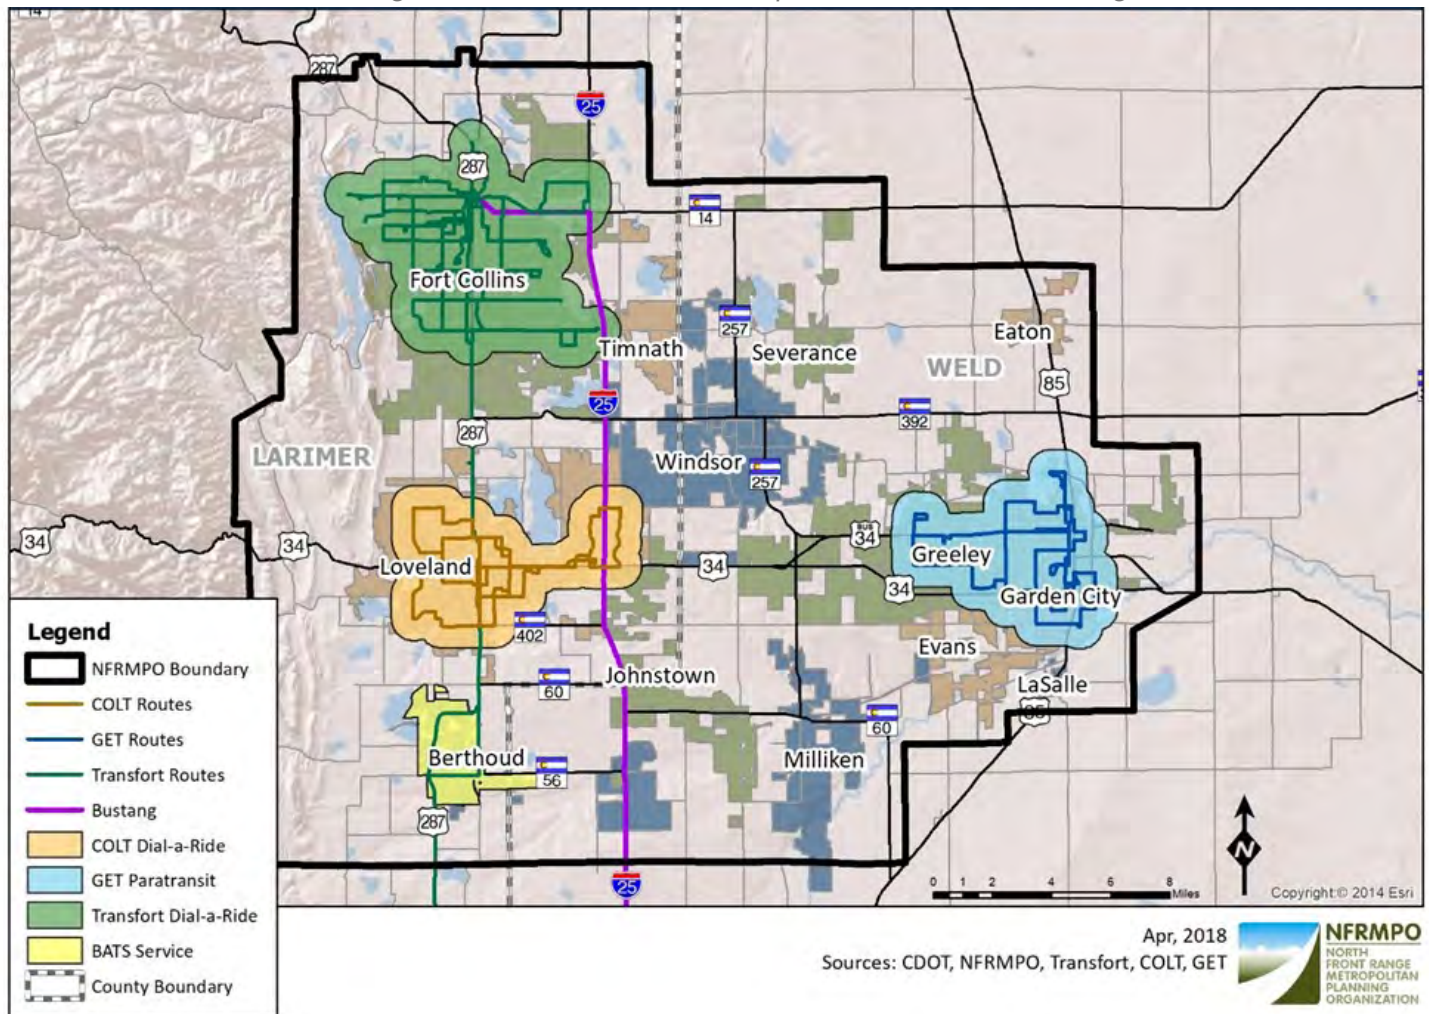 14
287
25
287
14
Fort Collins
257
Eaton
Timnath
Severance
WELD
85
25
392
287
LARIMER
Windsor
257
34
34
BUS
34
Greeley
Loveland
34
34
Garden City
402
Evans
Johnstown
LaSalle
60
85
60
Berthoud
Milliken
56
287
25
Legend
NFRMPO Boundary
COLT Routes
GET Routes
Transfort Routes
Bustang
COLT Dial-a-Ride
GET Paratransit
Transfort Dial-a-Ride
BATS Service
County Boundary
N
0 1 2 4 6 8
Miles
Copyright:© 2014 Esri
Apr, 2018
Sources: CDOT, NFRMPO, Transfort, COLT, GET
NFRMPO
NORTH
FRONT RANGE
METROPOLITAN
PLANNING
ORGANIZATION